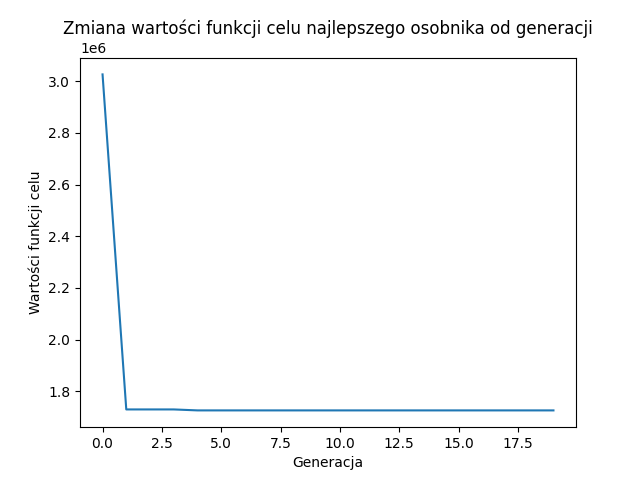 Zmiana wartości funkcji celu najlepszego osobnika od generacji
1e6
3.0
2.8
2.6
2.4
2.2
2.0
1.8
Wartości funkcji celu
0.0 2.5 5.0 7.5 10.0 12.5 15.0 17.5
Generacja